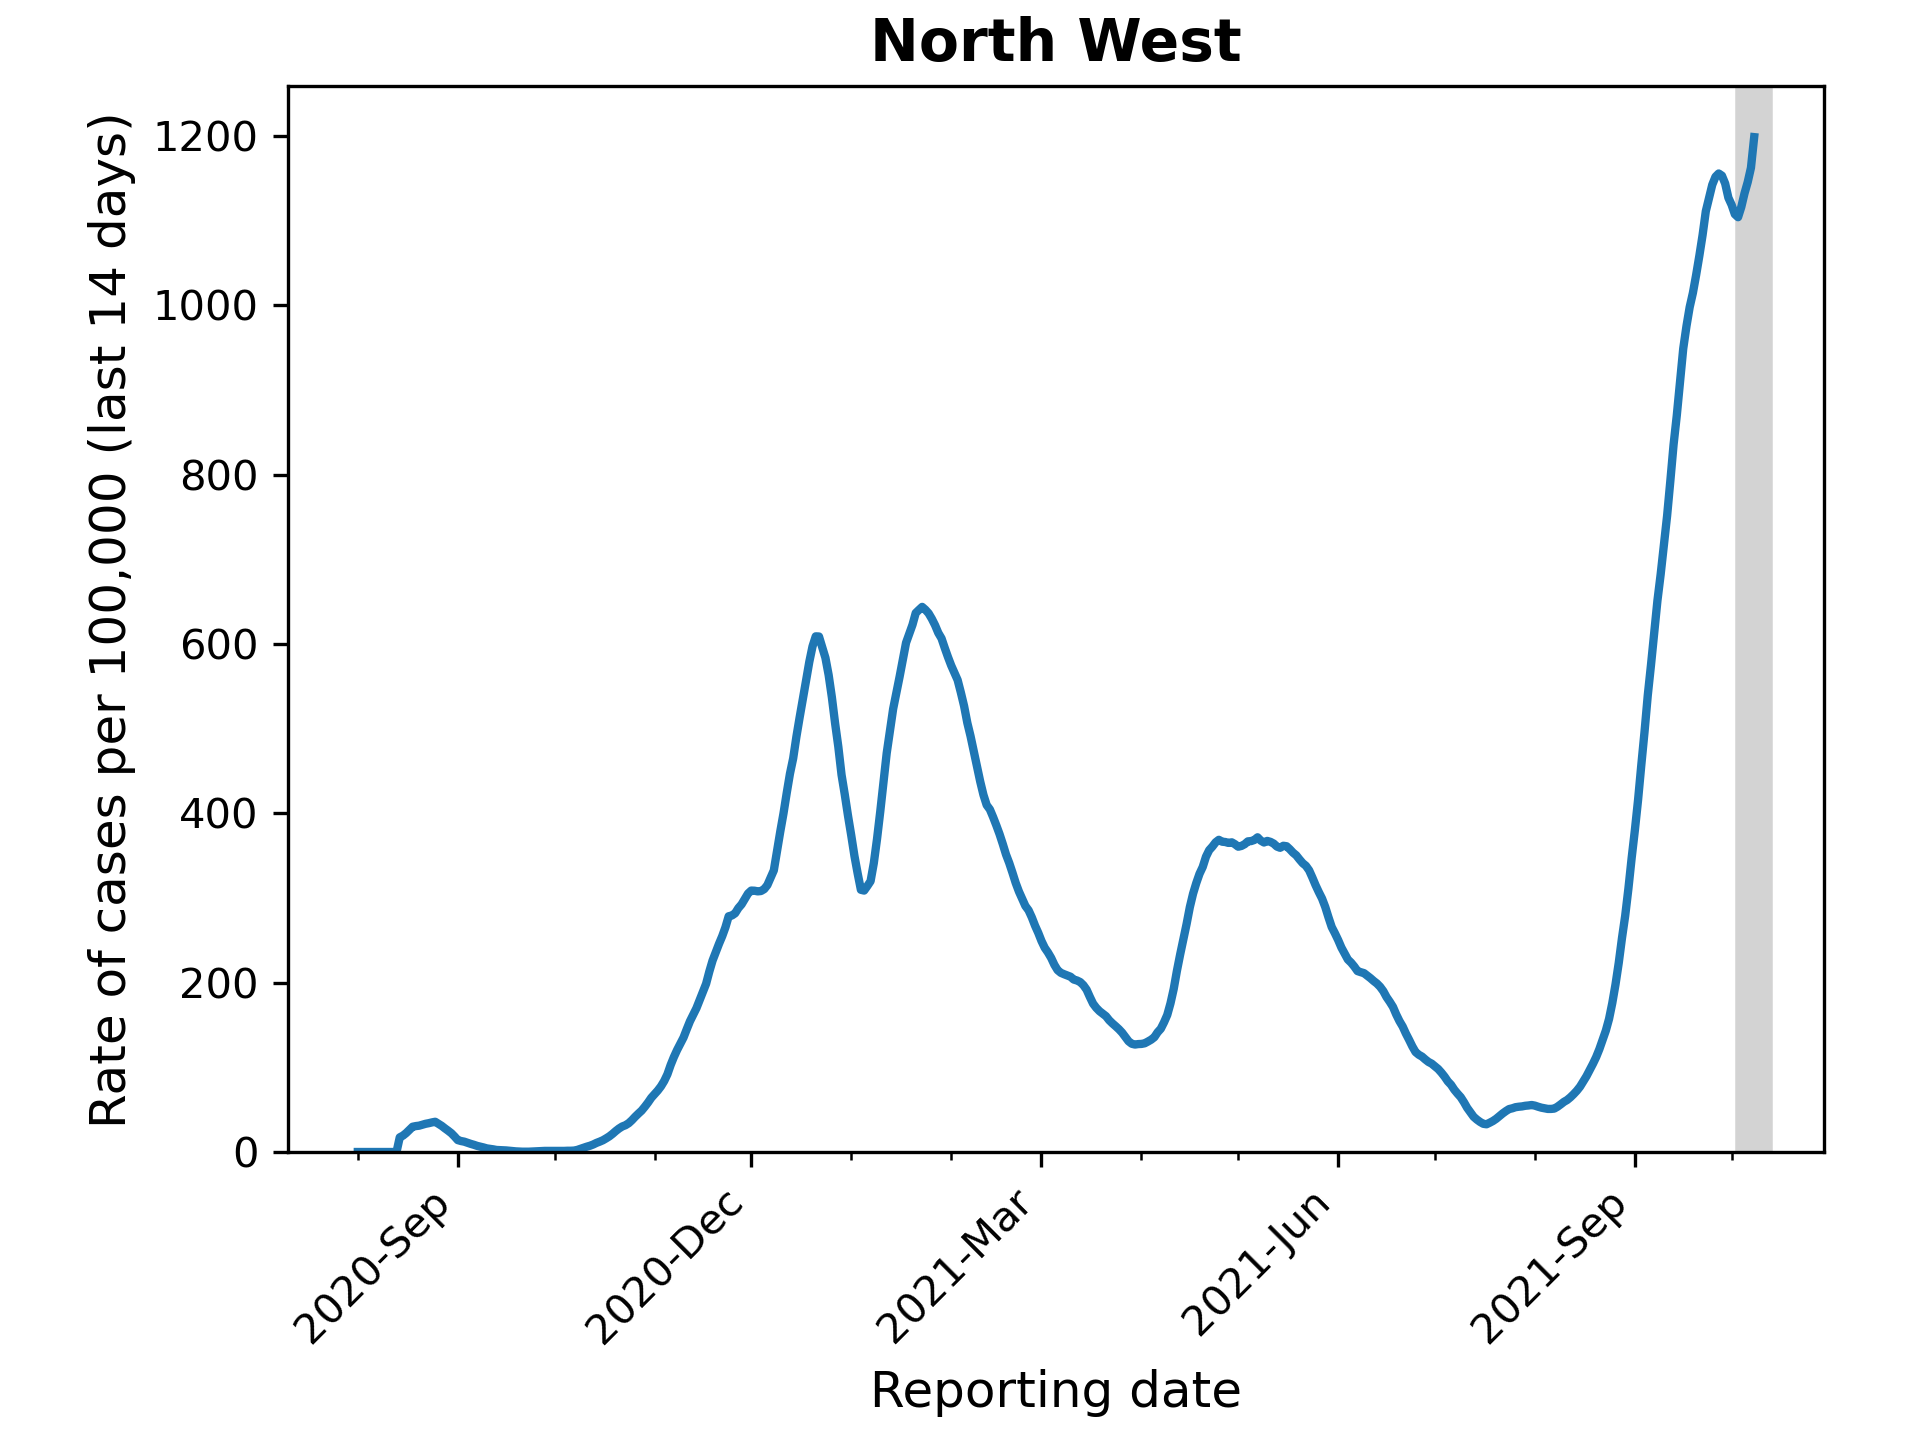 North West
Rate of cases per 100,000 (last 14 days)
1200
1000
800
600
400
200
0
2020-Sep
2020-Dec
2021-Mar
2021-Jun
2021-Sep
Reporting date